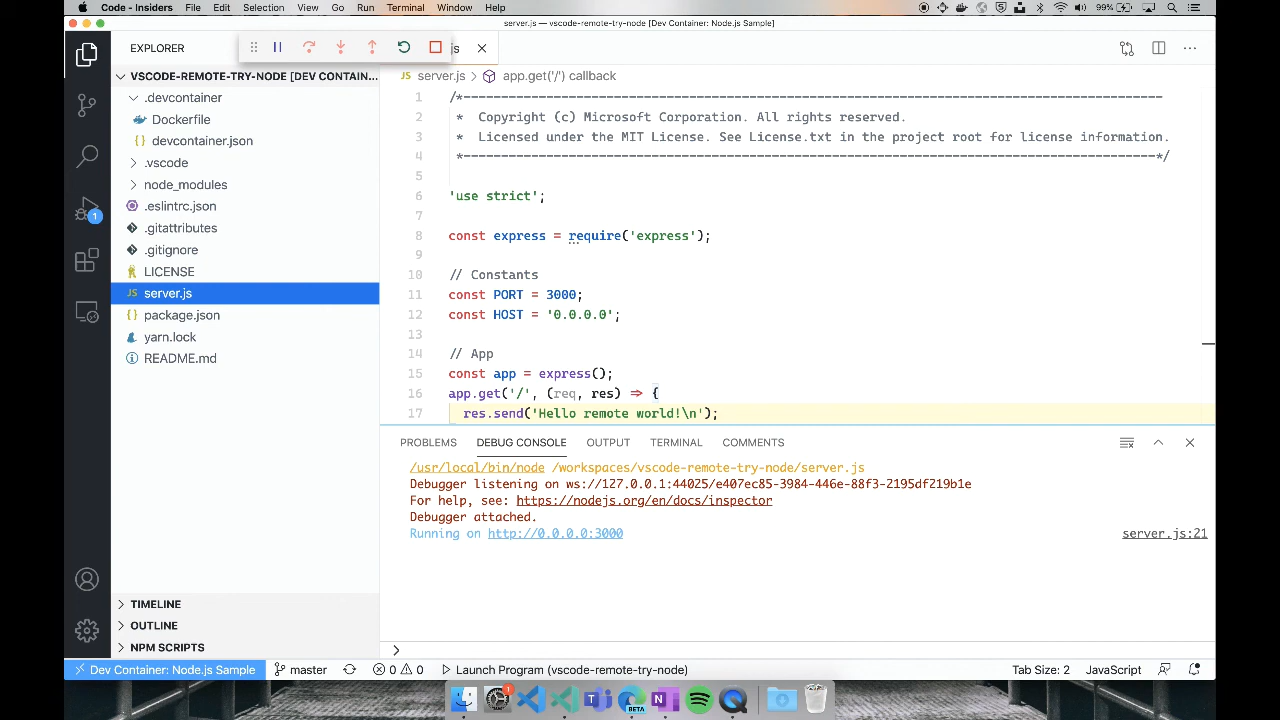 Code - Insiders File Edit Selection View Go Run Terminal Window Help 99%
server.js — vscode-remote-try-node [Dev Container: Node.js Sample]
EXPLORER
js
VSCODE-REMOTE-TRY-NODE [DEV CONTAIN...
.devcontainer
Dockerfile
devcontainer.json
.vscode
node_modules
.eslintrc.json
.gitattributes
.gitignore
LICENSE
server.js
package.json
yarn.lock
README.md
1
TIMELINE
OUTLINE
NPM SCRIPTS
JS server.js > app.get('/') callback
1 /*----------------------------------------------------------------------------------------------
2 * Copyright (c) Microsoft Corporation. All rights reserved.
3 * Licensed under the MIT License. See License.txt in the project root for license information.
4 *---------------------------------------------------------------------------------------------*/
5
6 'use strict';
7
8 const express = require('express');
9
10 // Constants
11 const PORT = 3000;
12 const HOST = '0.0.0.0';
13
14 // App
15 const app = express();
16 app.get('/', (req, res) => {
17 res.send('Hello remote world!\n');
PROBLEMS DEBUG CONSOLE OUTPUT TERMINAL COMMENTS
/usr/local/bin/node /workspaces/vscode-remote-try-node/server.js
Debugger listening on ws://127.0.0.1:44025/e407ec85-3984-446e-88f3-2195df219b1e
For help, see: https://nodejs.org/en/docs/inspector
Debugger attached.
Running on http://0.0.0.0:3000 server.js:21
>
Dev Container: Node.js Sample master 0 0 Launch Program (vscode-remote-try-node) Tab Size: 2 JavaScript
1
BETA